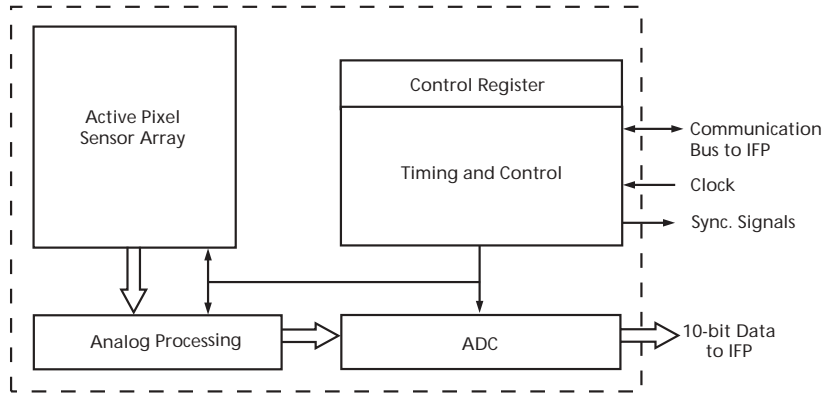 Active Pixel
Sensor Array
Control Register
Timing and Control
Communication
Bus to IFP
Clock
Sync. Signals
Analog Processing
ADC
10-bit Data
to IFP